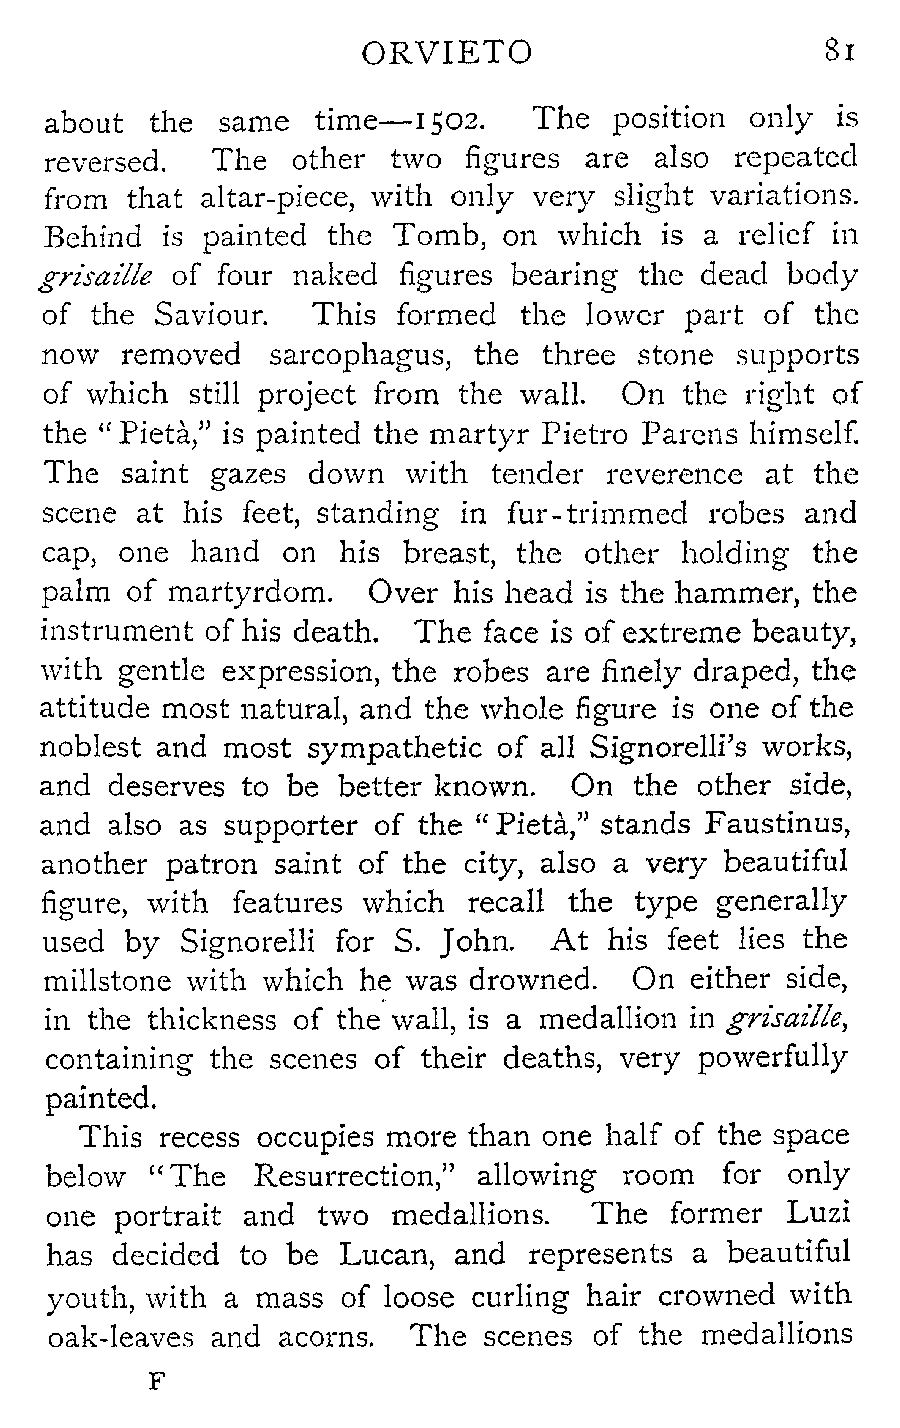 ORVIETO 81
about the same time—1502. The position only is
reversed. The other two figures are also repeated
from that altar-piece, with only very slight variations.
Behind is painted the Tomb, on which is a relief in
grisaille of four naked figures bearing the dead body
of the Saviour. This formed the lower part of the
now removed sarcophagus, the three stone supports
of which still project from the wall. On the right of
the “Pietà,” is painted the martyr Pietro Parens himself.
The saint gazes down with tender reverence at the
scene at his feet, standing in fur-trimmed robes and
cap, one hand on his breast, the other holding the
palm of martyrdom. Over his head is the hammer, the
instrument of his death. The face is of extreme beauty,
with gentle expression, the robes are finely draped, the
attitude most natural, and the whole figure is one of the
noblest and most sympathetic of all Signorelli’s works,
and deserves to be better known. On the other side,
and also as supporter of the “Pietà,” stands Faustinus,
another patron saint of the city, also a very beautiful
figure, with features which recall the type generally
used by Signorelli for S. John. At his feet lies the
millstone with which he was drowned. On either side,
in the thickness of the wall, is a medallion in grisaille,
containing the scenes of their deaths, very powerfully
painted.
This recess occupies more than one half of the space
below “The Resurrection,” allowing room for only
one portrait and two medallions. The former Luzi
has decided to be Lucan, and represents a beautiful
youth, with a mass of loose curling hair crowned with
oak-leaves and acorns. The scenes of the medallions
F